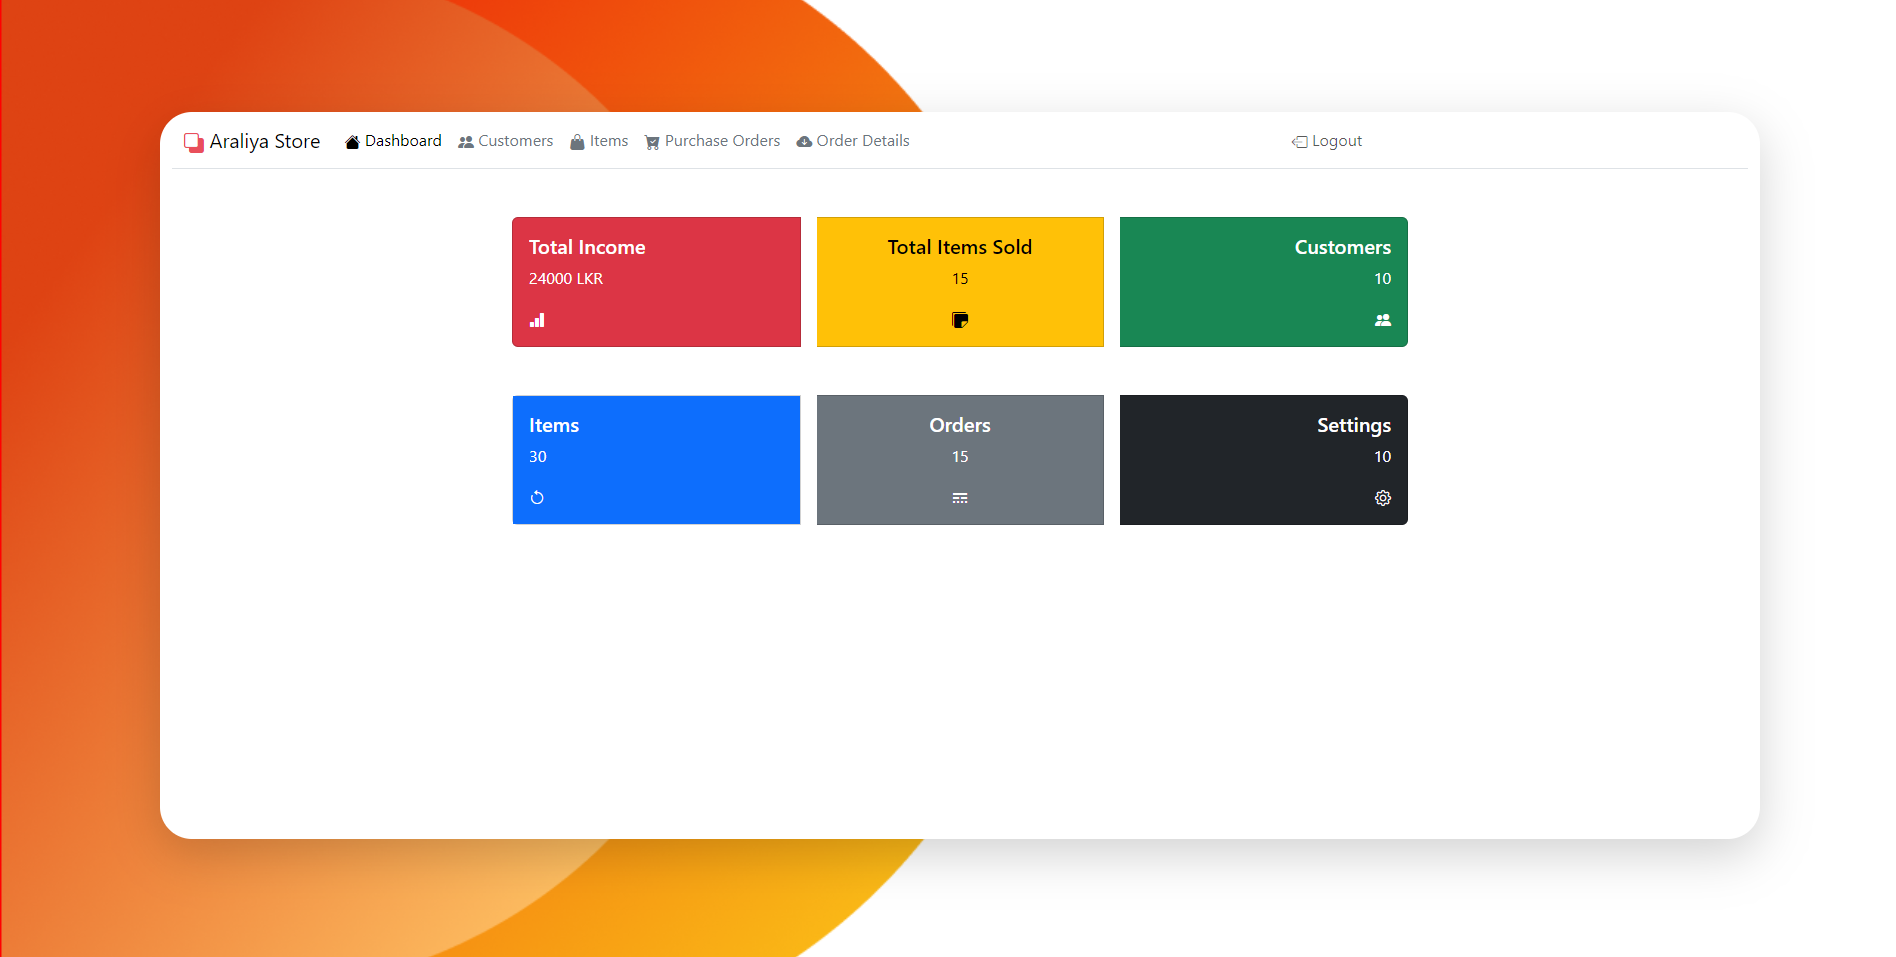 Araliya Store Dashboard Customers Items Purchase Orders Order Details Logout
Total Income
24000 LKR
Total Items Sold
15
Customers
10
Items
30
Orders
15
Settings
10